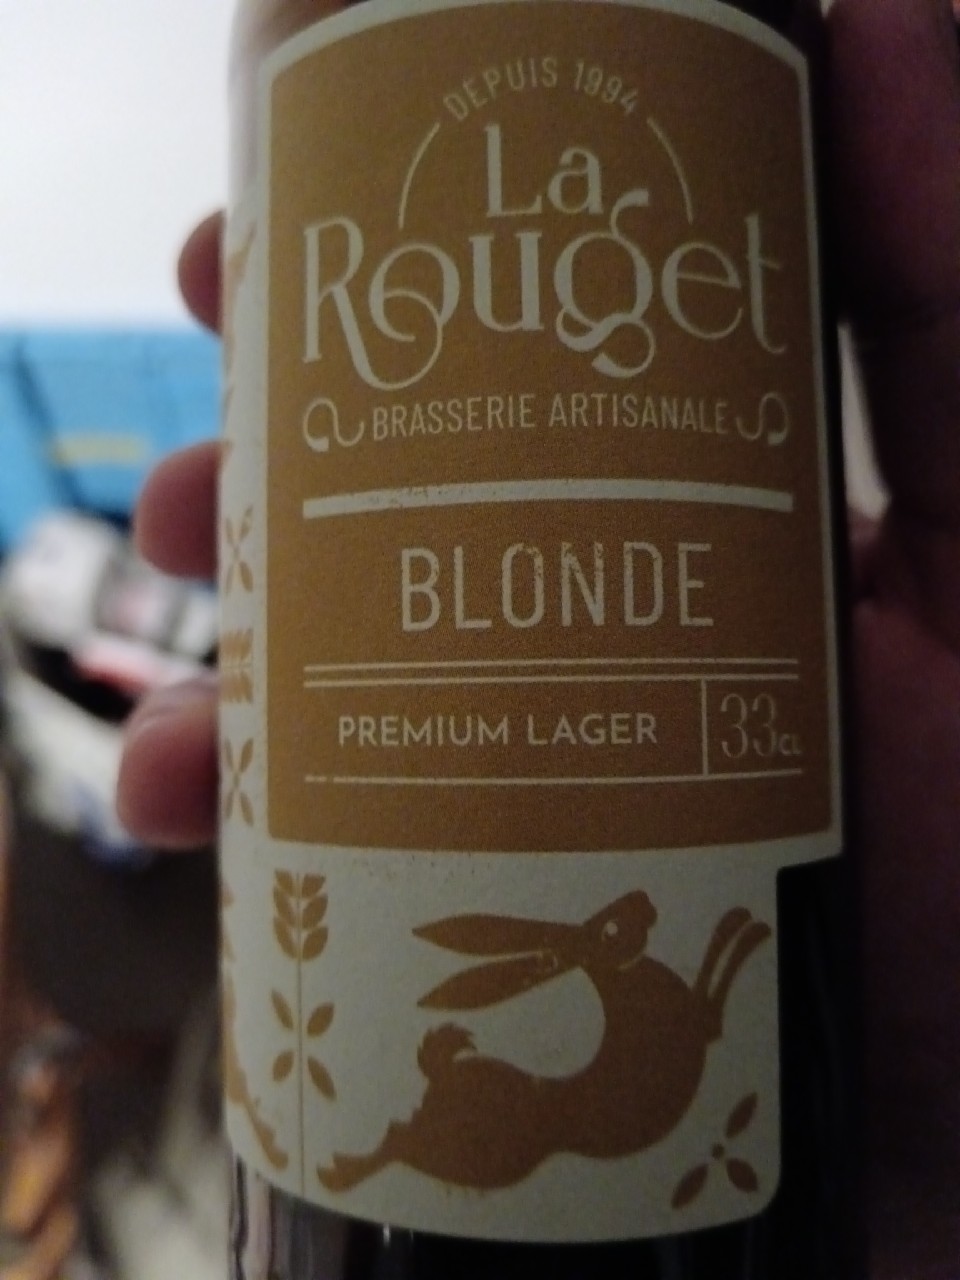 DEPUIS 1994
La
Rouget
BRASSERIE ARTISANALE
BLONDE
PREMIUM LAGER
33CL